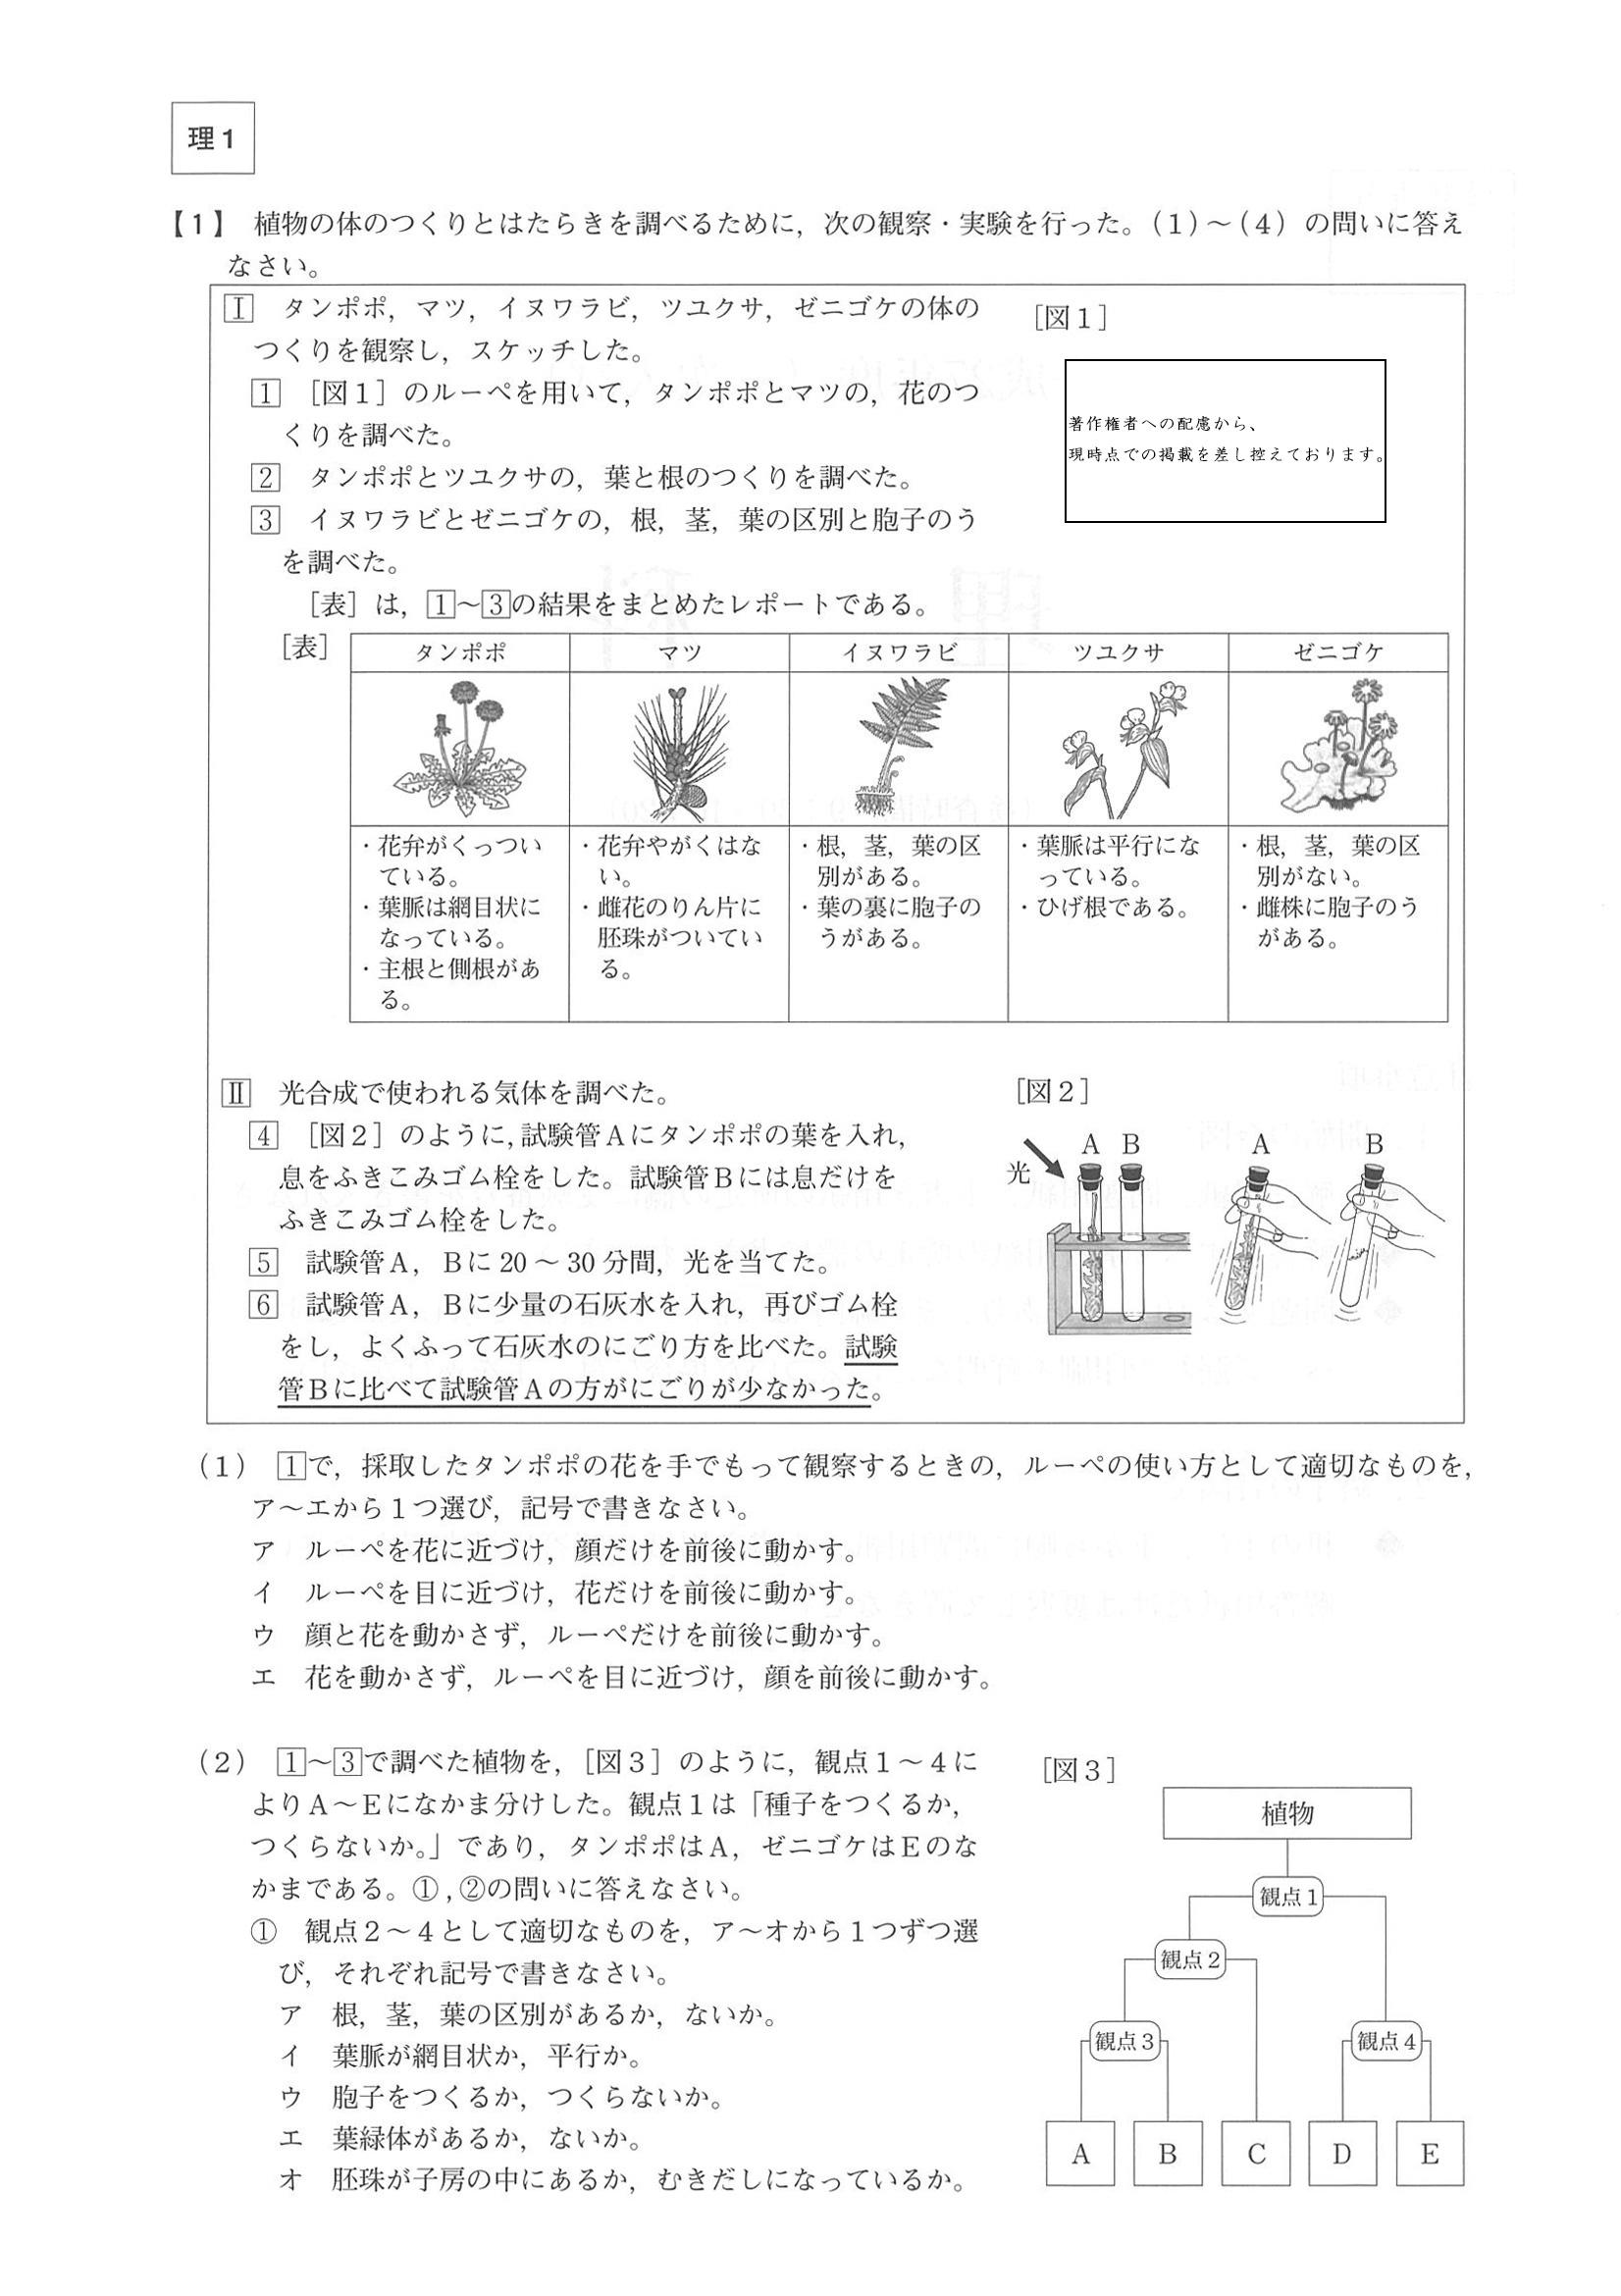 理1
【1】 植物の体のつくりとはたらきを調べるために，次の観察・実験を行った。（1）～（4）の問いに答え
なさい。
Ⅰ タンポポ，マツ，イヌワラビ，ツユクサ，ゼニゴケの体の
つくりを観察し，スケッチした。
1 ［図1］のルーペを用いて，タンポポとマツの，花のつ
くりを調べた。
2 タンポポとツユクサの，葉と根のつくりを調べた。
3 イヌワラビとゼニゴケの，根，茎，葉の区別と胞子のう
を調べた。
［表］は，1～3の結果をまとめたレポートである。
［図1］
著作権者への配慮から、
現時点での掲載を差し控えております。
［表］
タンポポ マツ イヌワラビ ツユクサ ゼニゴケ
・花弁がくっつい
ている。
・葉脈は網目状に
なっている。
・主根と側根があ
る。
・花弁やがくはな
い。
・雌花のりん片に
胚珠がついてい
る。
・根，茎，葉の区
別がある。
・葉の裏に胞子の
うがある。
・葉脈は平行にな
っている。
・ひげ根である。
・根，茎，葉の区
別がない。
・雌株に胞子のう
がある。
Ⅱ 光合成で使われる気体を調べた。
4 ［図2］のように，試験管Aにタンポポの葉を入れ，
息をふきこみゴム栓をした。試験管Bには息だけを
ふきこみゴム栓をした。
5 試験管A，Bに20～30分間，光を当てた。
6 試験管A，Bに少量の石灰水を入れ，再びゴム栓
をし，よくふって石灰水のにごり方を比べた。試験
管Bに比べて試験管Aの方がにごりが少なかった。
［図2］
A B A B
光
（1） 1で，採取したタンポポの花を手でもって観察するときの，ルーペの使い方として適切なものを，
ア～エから1つ選び，記号で書きなさい。
ア ルーペを花に近づけ，顔だけを前後に動かす。
イ ルーペを目に近づけ，花だけを前後に動かす。
ウ 顔と花を動かさず，ルーペだけを前後に動かす。
エ 花を動かさず，ルーペを目に近づけ，顔を前後に動かす。
（2） 1～3で調べた植物を，［図3］のように，観点1～4に
よりA～Eになかま分けした。観点1は「種子をつくるか，
つくらないか。」であり，タンポポはA，ゼニゴケはEのな
かまである。①，②の問いに答えなさい。
① 観点2～4として適切なものを，ア～オから1つずつ選
び，それぞれ記号で書きなさい。
ア 根，茎，葉の区別があるか，ないか。
イ 葉脈が網目状か，平行か。
ウ 胞子をつくるか，つくらないか。
エ 葉緑体があるか，ないか。
オ 胚珠が子房の中にあるか，むきだしになっているか。
［図3］
植物
観点1
観点2
観点3 観点4
A B C D E